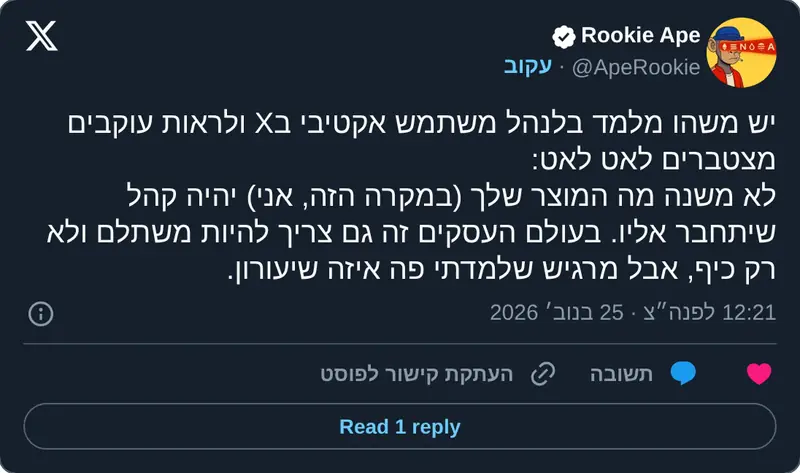 Rookie Ape
@ApeRookie · עקוב
יש משהו מלמד בלנהל משתמש אקטיבי בX ולראות עוקבים
מצטברים לאט לאט:
לא משנה מה המוצר שלך (במקרה הזה, אני) יהיה קהל
שיתחבר אליו. בעולם העסקים זה גם צריך להיות משתלם ולא
רק כיף, אבל מרגיש שלמדתי פה איזה שיעורון.
12:21 לפנה״צ · 25 בנוב׳ 2026
תשובה העתקת קישור לפוסט
Read 1 reply